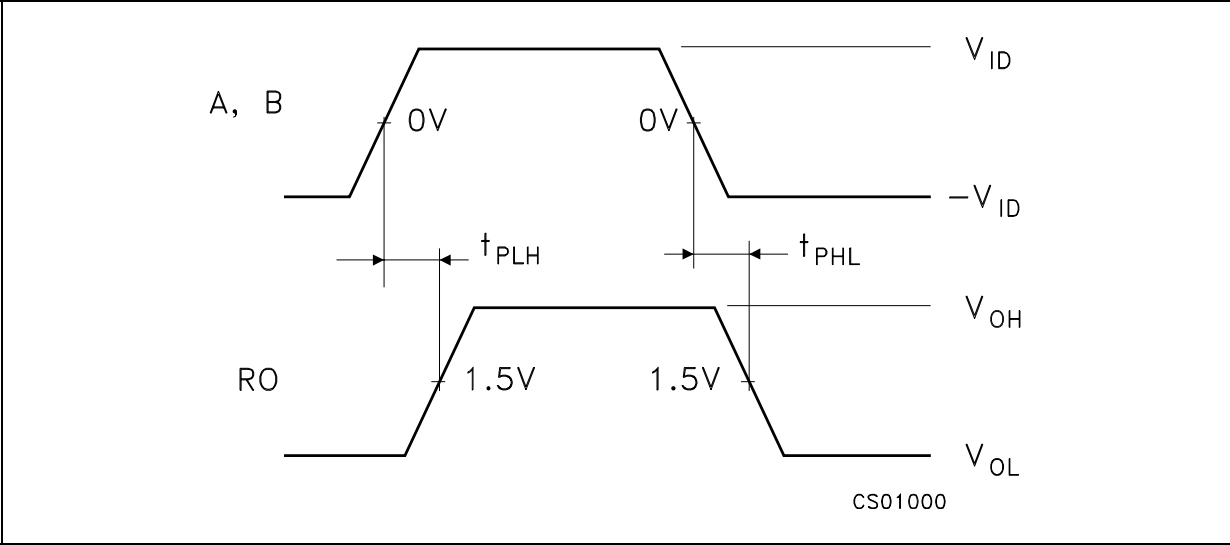 V_ID
A, B
0V 0V
-V_ID
t_PLH t_PHL
V_OH
RO 1.5V 1.5V
V_OL
CS01000